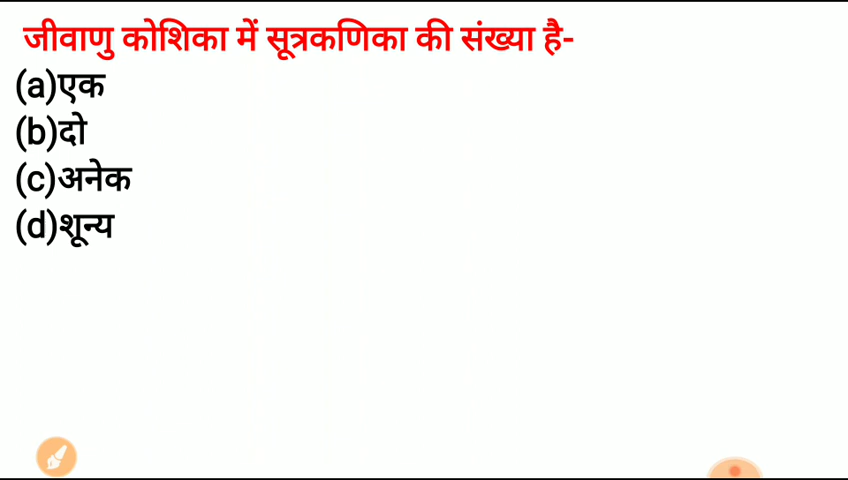 जीवाणु कोशिका में सूत्रकणिका की संख्या है-
(a)एक
(b)दो
(c)अनेक
(d)शून्य